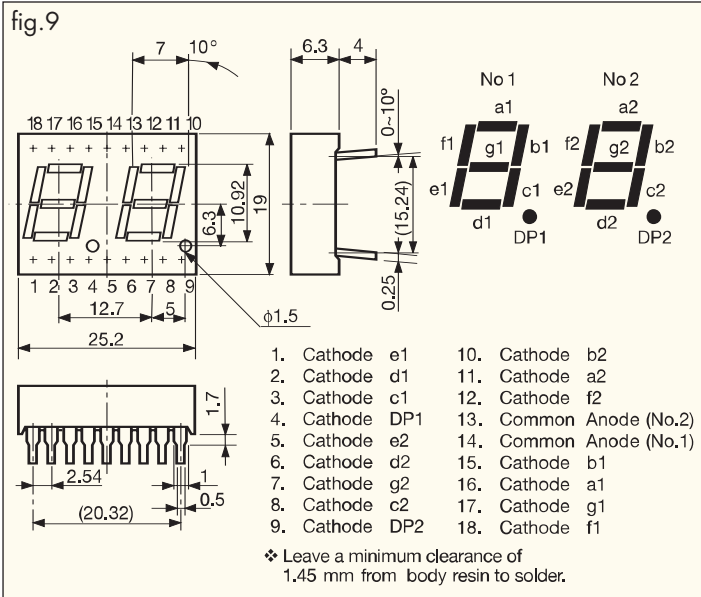 fig.9
7 10°
6.3 4
18 17 16 15 14 13 12 11 10
10.92
6.3
19
1 2 3 4 5 6 7 8 9
12.7 5
φ1.5
25.2
0~10°
(15.24)
0.25
No 1 No 2
a1 a2
f1 g1 b1 f2 g2 b2
e1 c1 e2 c2
d1 d2
DP1 DP2
1.7
2.54 1
0.5
(20.32)
1. Cathode e1
2. Cathode d1
3. Cathode c1
4. Cathode DP1
5. Cathode e2
6. Cathode d2
7. Cathode g2
8. Cathode c2
9. Cathode DP2
10. Cathode b2
11. Cathode a2
12. Cathode f2
13. Common Anode (No.2)
14. Common Anode (No.1)
15. Cathode b1
16. Cathode a1
17. Cathode g1
18. Cathode f1
❖ Leave a minimum clearance of
1.45 mm from body resin to solder.